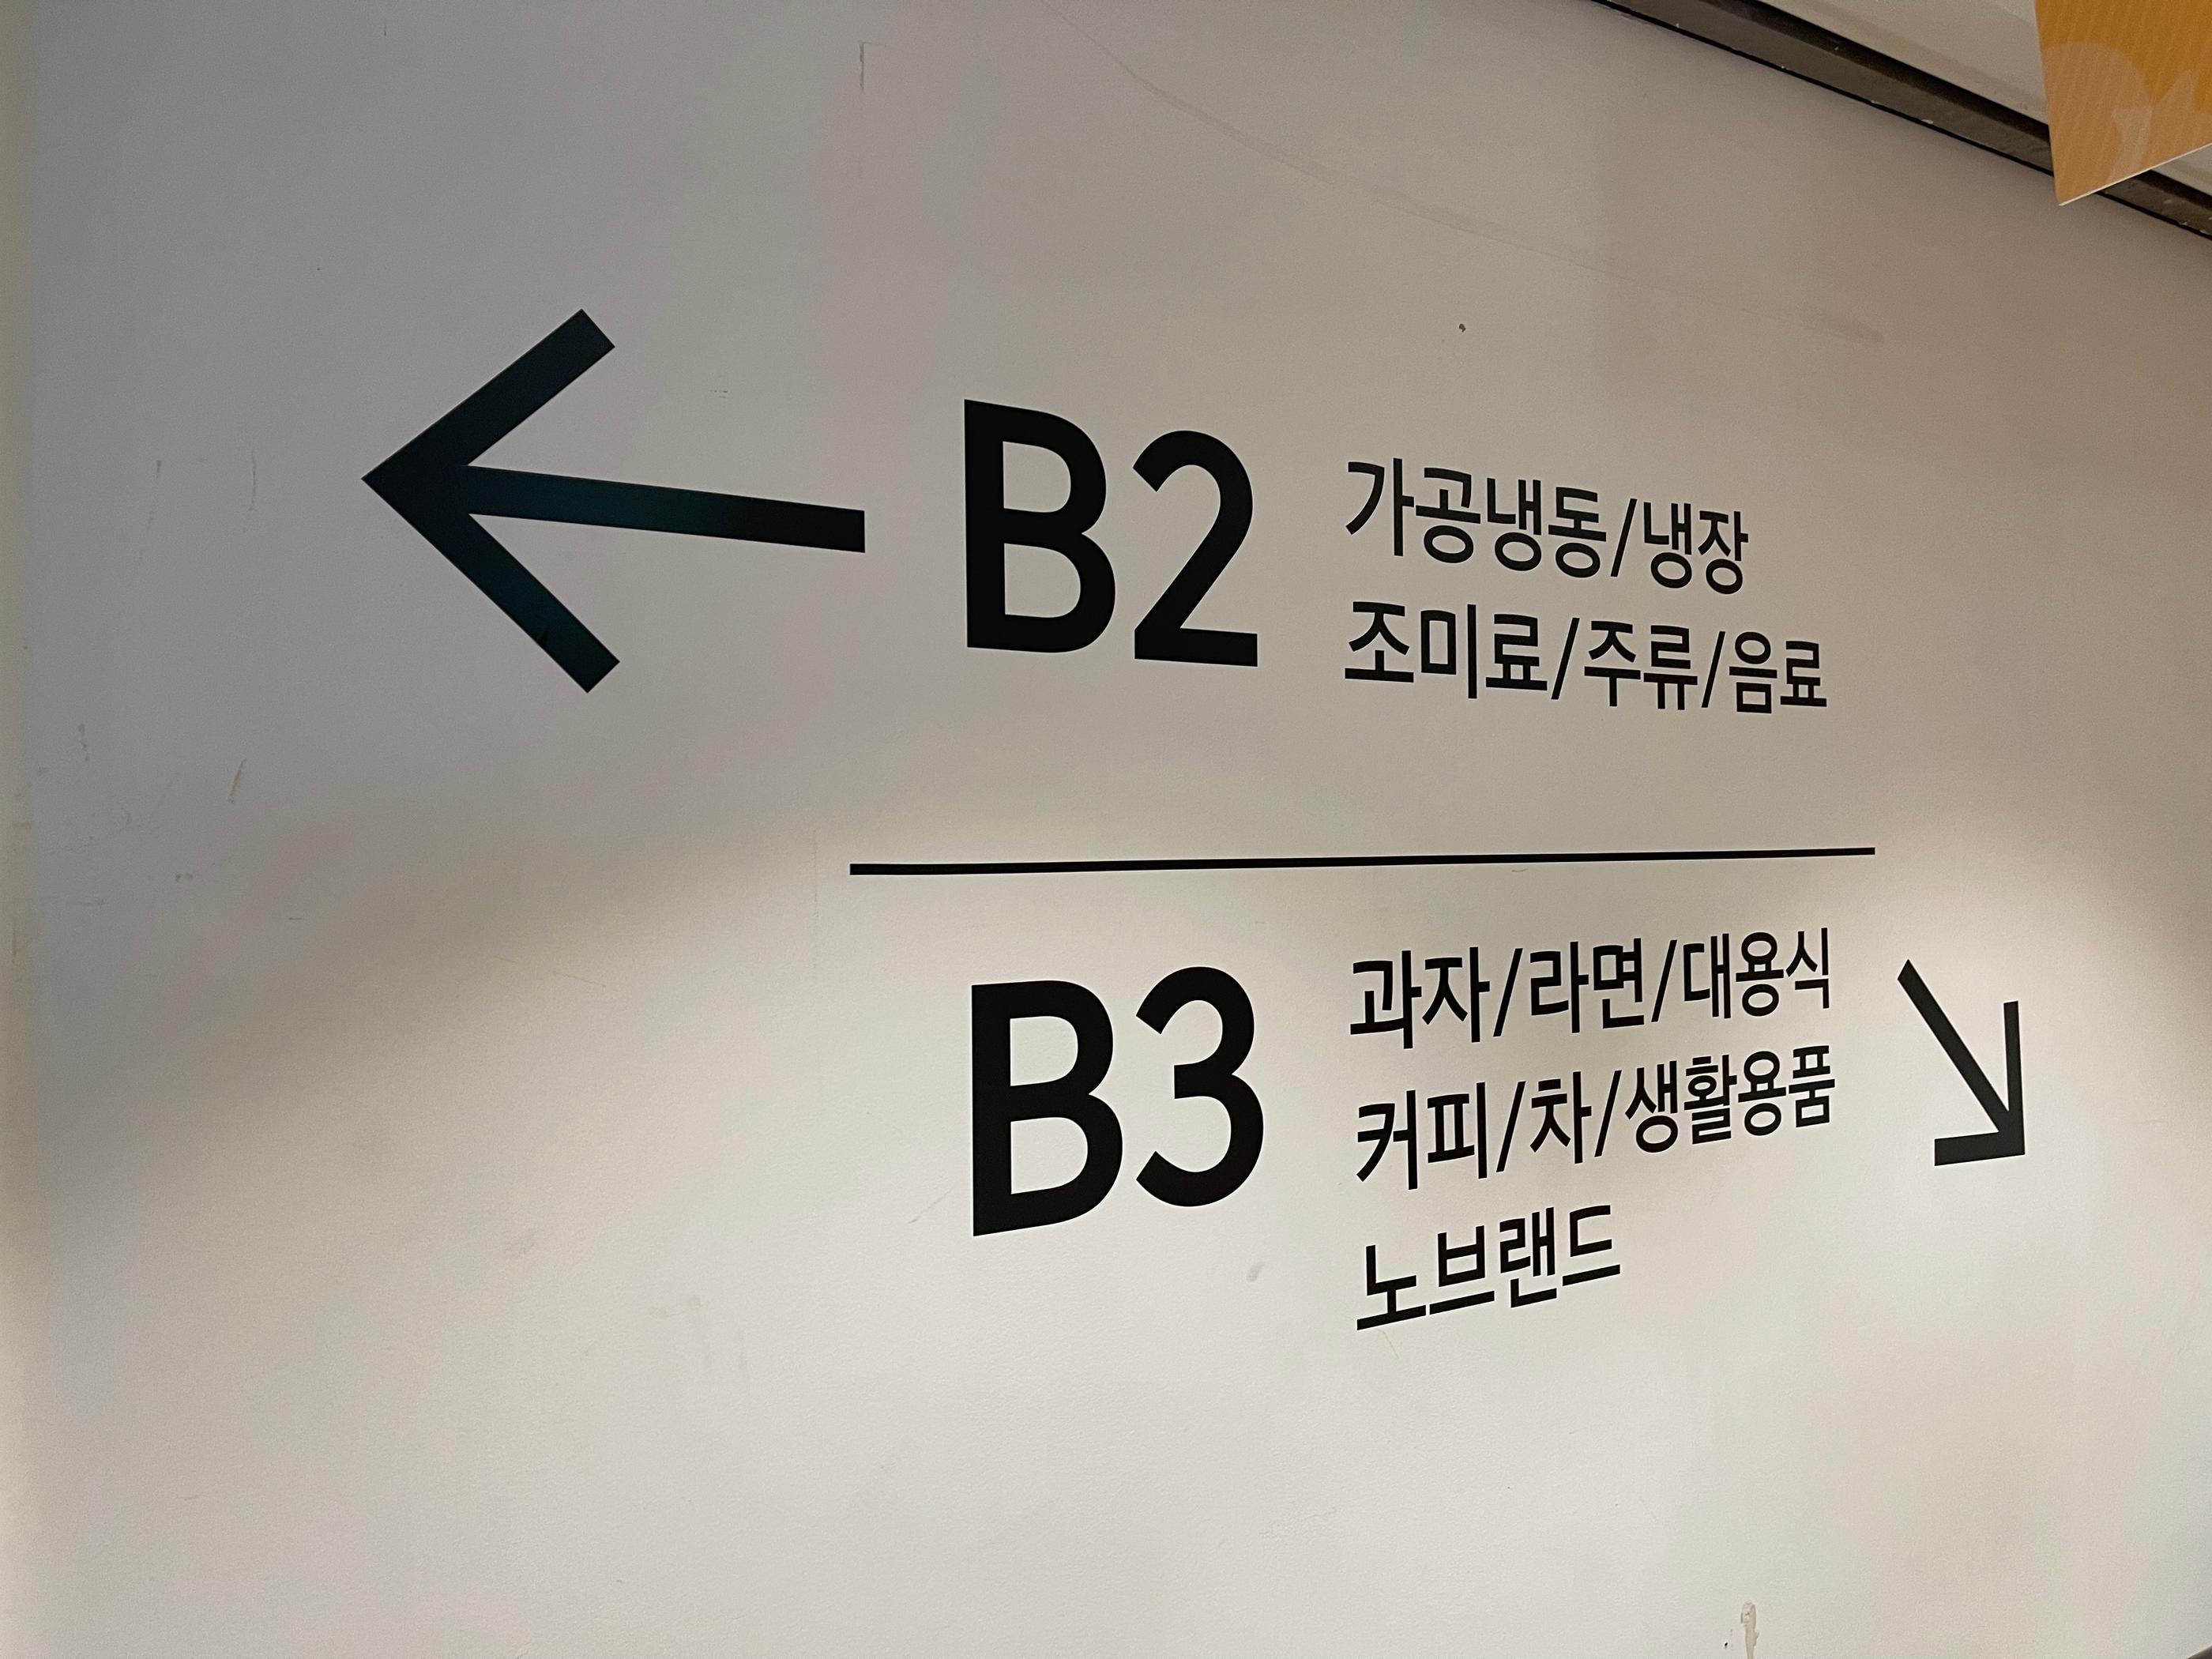 B2
가공냉동/냉장
조미료/주류/음료
B3
과자/라면/대용식
커피/차/생활용품
노브랜드